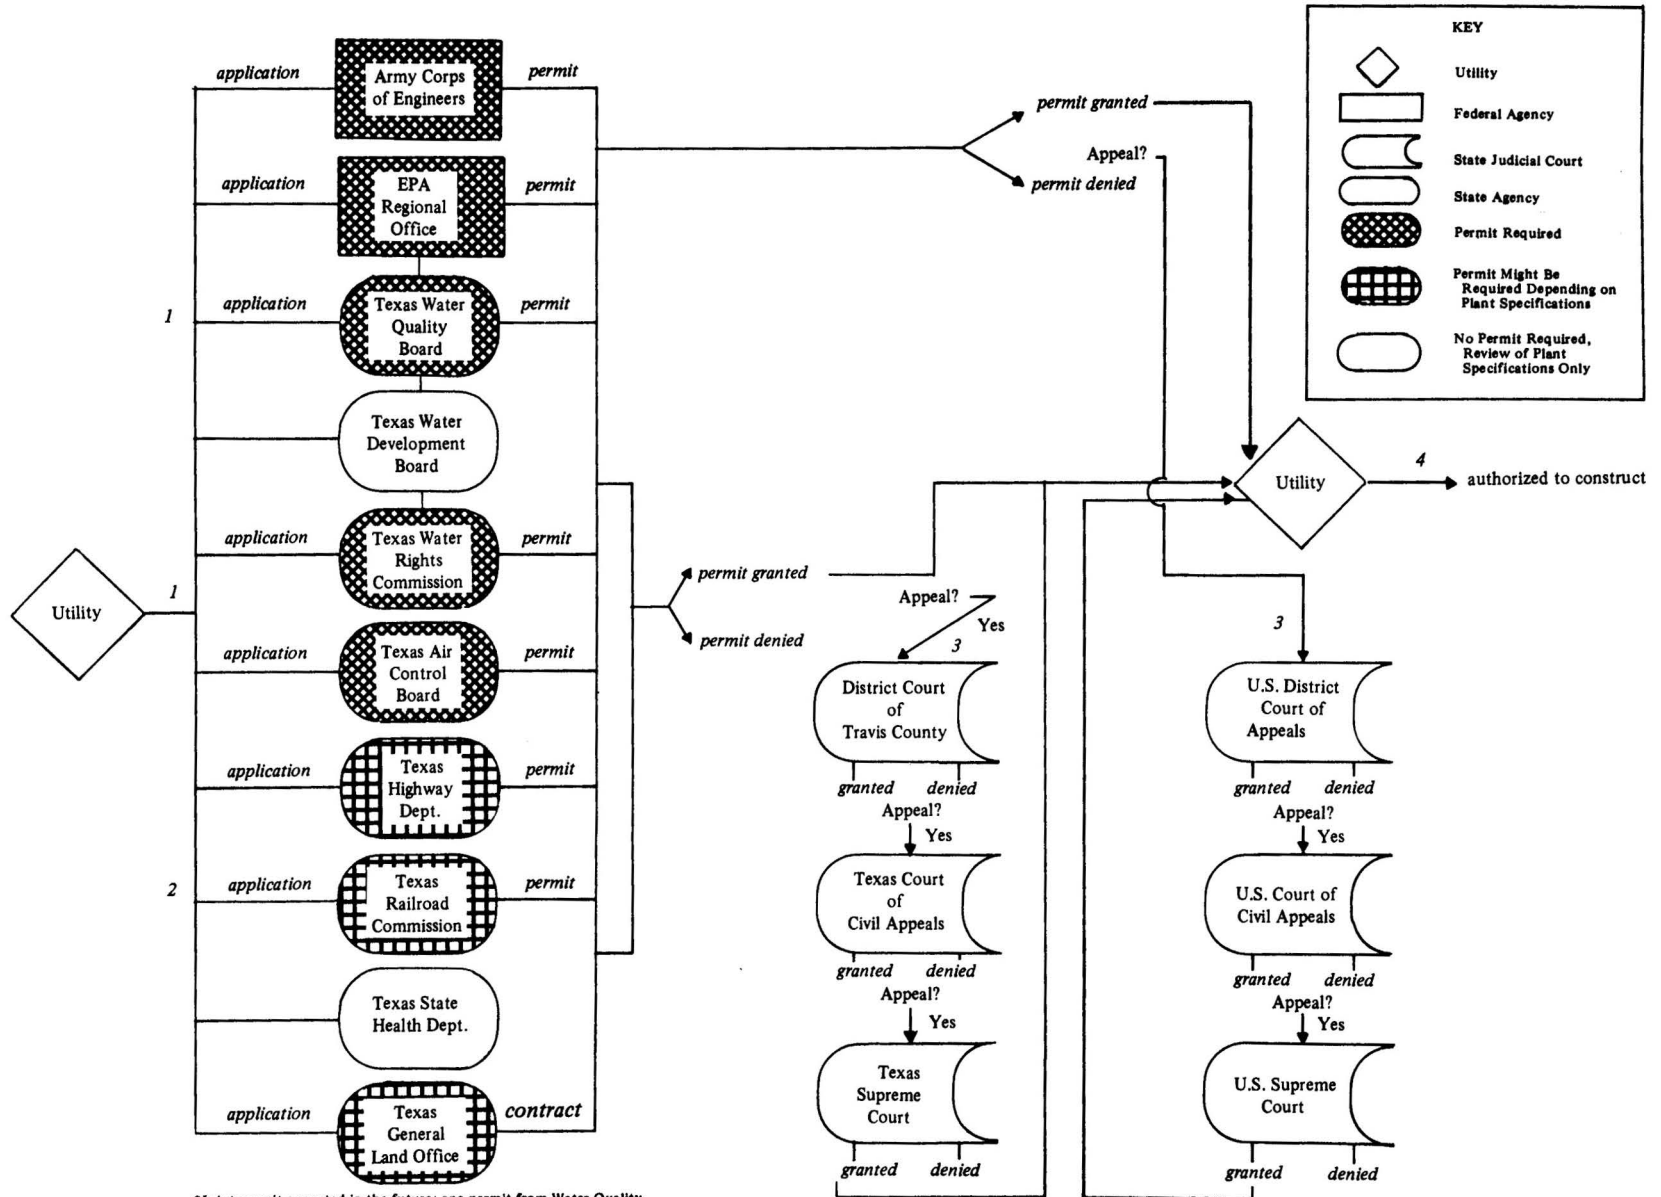 KEY
Utility
Federal Agency
State Judicial Court
State Agency
Permit Required
Permit Might Be
Required Depending on
Plant Specifications
No Permit Required,
Review of Plant
Specifications Only
application
Army Corps
of Engineers
permit
application
EPA
Regional
Office
permit
1
application
Texas Water
Quality
Board
permit
Texas Water
Development
Board
application
Texas Water
Rights
Commission
permit
Utility
1
application
Texas Air
Control
Board
permit
application
Texas
Highway
Dept.
permit
2
application
Texas
Railroad
Commission
permit
Texas State
Health Dept.
application
Texas
General
Land Office
contract
permit granted
Appeal?
permit denied
permit granted
permit denied
Appeal?
Yes
3
District Court
of
Travis County
granted denied
Appeal?
Yes
Texas Court
of
Civil Appeals
granted denied
Appeal?
Yes
Texas
Supreme
Court
granted denied
Utility
4
authorized to construct
3
U.S. District
Court of
Appeals
granted denied
Appeal?
Yes
U.S. Court of
Civil Appeals
granted denied
Appeal?
Yes
U.S. Supreme
Court
granted denied